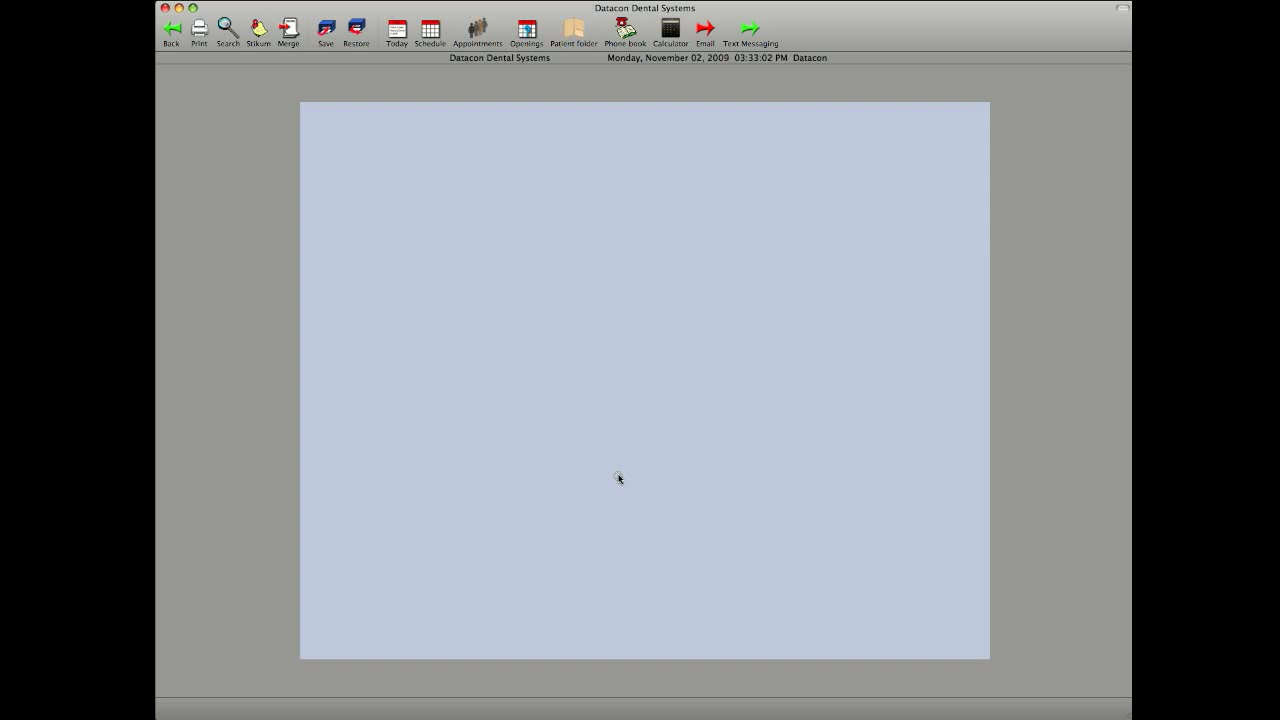 Datacon Dental Systems
Back Print Search Stikum Merge Save Restore Today Schedule Appointments Openings Patient folder Phone book Calculator Email Text Messaging
Datacon Dental Systems Monday, November 02, 2009 03:33:02 PM Datacon